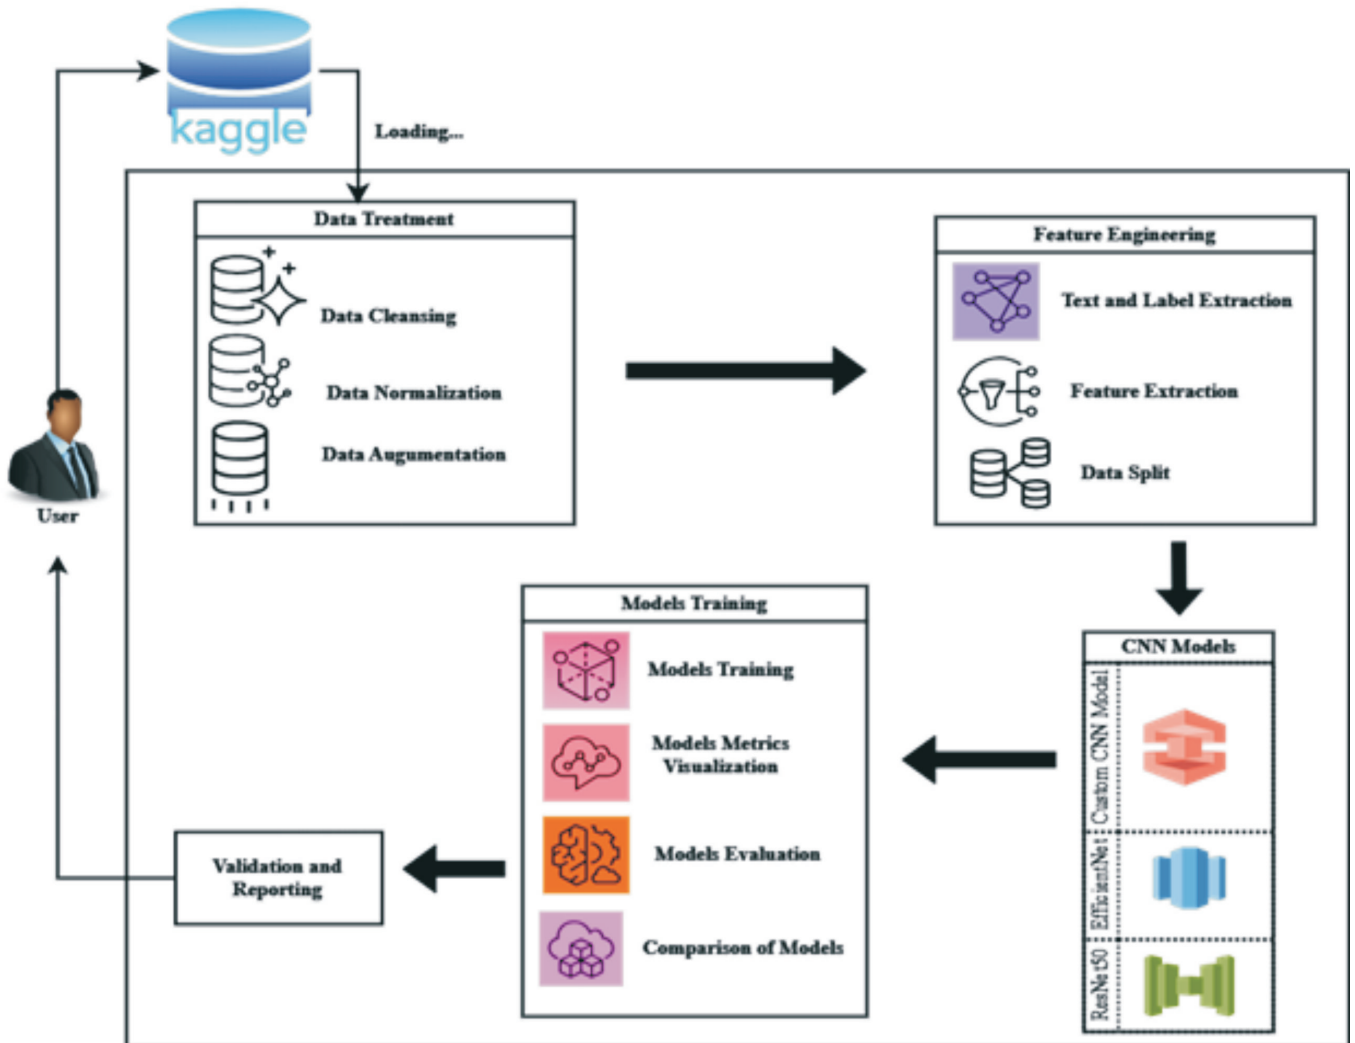 kaggle
Loading...
Data Treatment
Data Cleansing
Data Normalization
Data Augumentation
Feature Engineering
Text and Label Extraction
Feature Extraction
Data Split
User
CNN Models
Custom CNN Model
EfficientNet
ResNet50
Models Training
Models Training
Models Metrics
Visualization
Models Evaluation
Comparison of Models
Validation and
Reporting